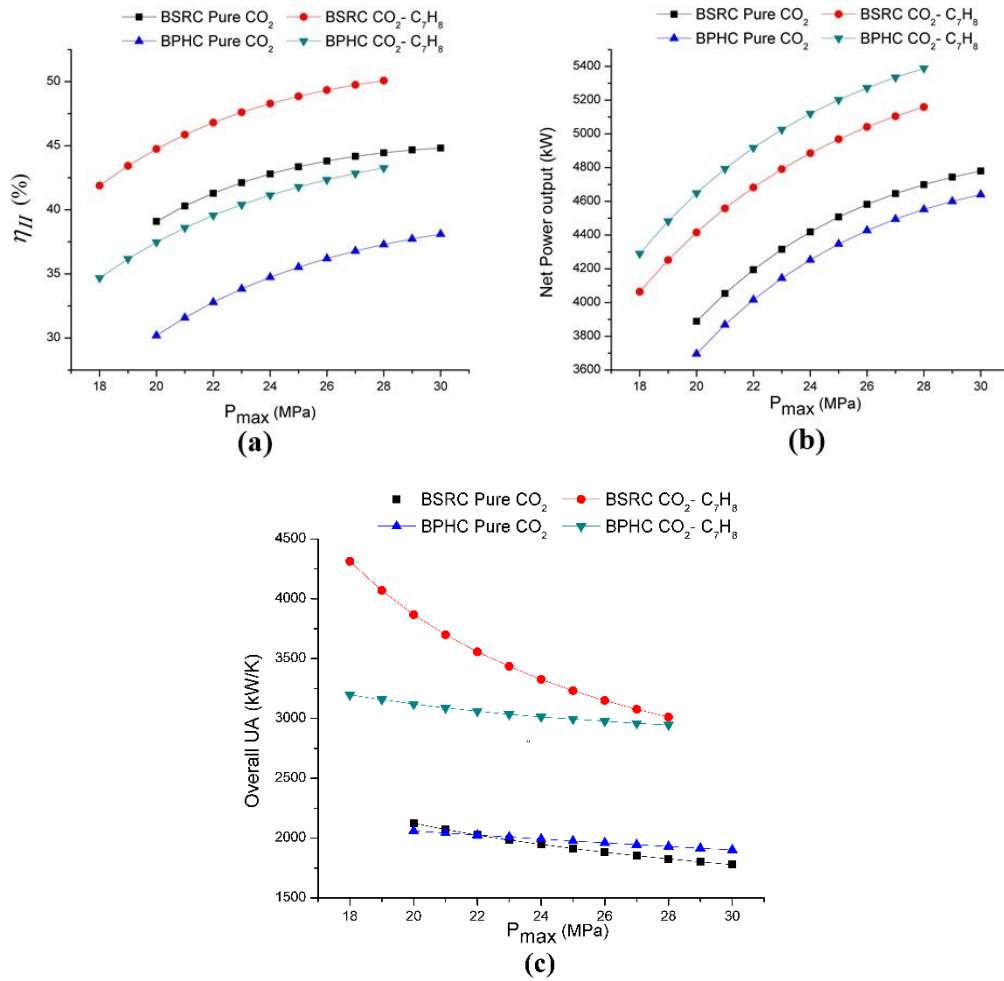 BSRC Pure CO₂ BSRC CO₂- C₇H₈
BPHC Pure CO₂ BPHC CO₂- C₇H₈
50
45
40
35
30
η_II (%)
18 20 22 24 26 28 30
P_max (MPa)
(a)
BSRC Pure CO₂ BSRC CO₂- C₇H₈
BPHC Pure CO₂ BPHC CO₂- C₇H₈
5400
5200
5000
4800
4600
4400
4200
4000
3800
3600
Net Power output (kW)
18 20 22 24 26 28 30
P_max (MPa)
(b)
BSRC Pure CO₂ BSRC CO₂- C₇H₈
BPHC Pure CO₂ BPHC CO₂- C₇H₈
4500
4000
3500
3000
2500
2000
1500
Overall UA (kW/K)
18 20 22 24 26 28 30
P_max (MPa)
(c)